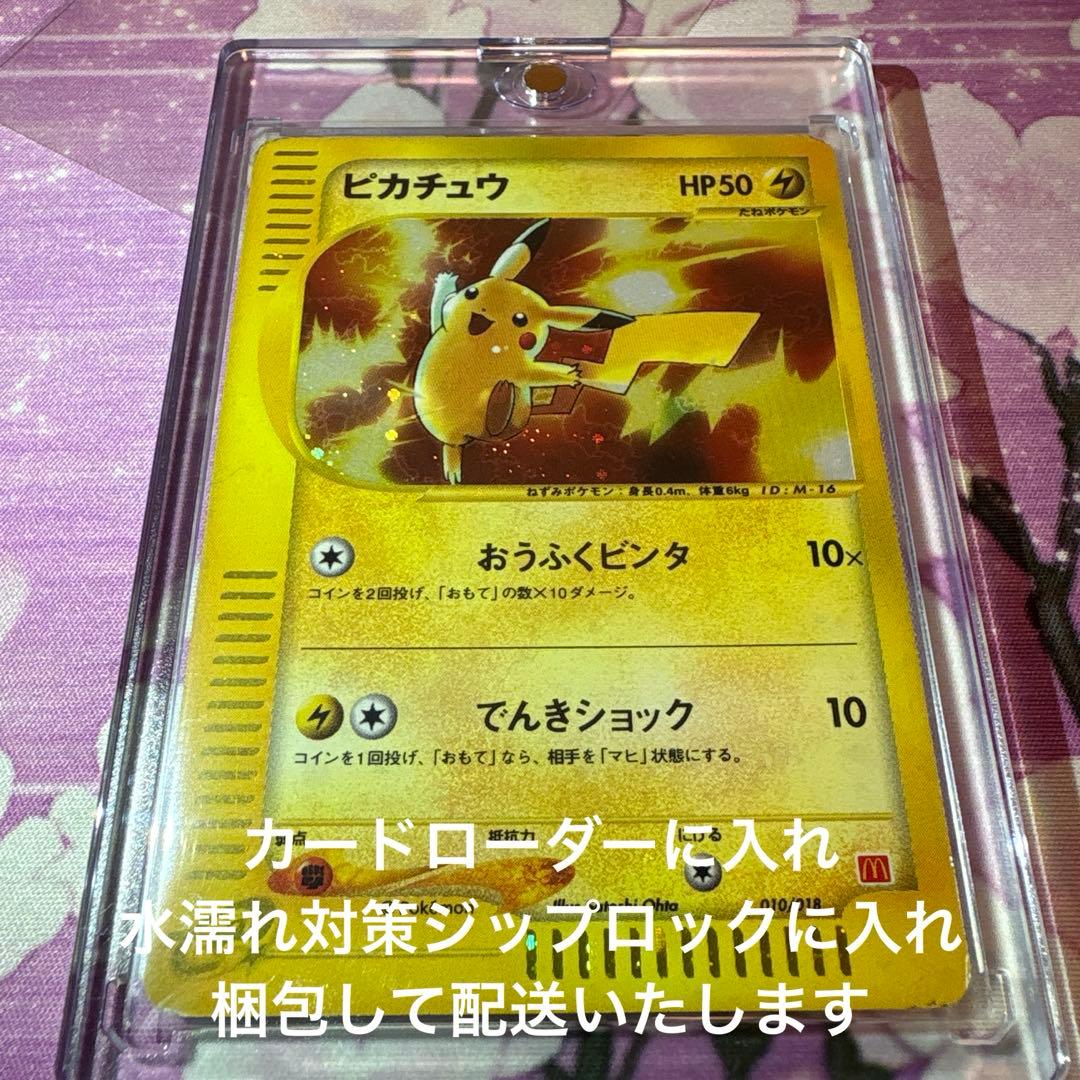 ピカチュウ HP50
たねポケモン
ねずみポケモン：身長0.4m、体重6kg ID：M-16
おうふくビンタ 10×
コインを2回投げ、「おもて」の数×10ダメージ。
でんきショック 10
コインを1回投げ、「おもて」なら、相手を「マヒ」状態にする。
抵抗力 にげる
カードローダーに入れ
010/018
水濡れ対策ジップロックに入れ
梱包して配送いたします